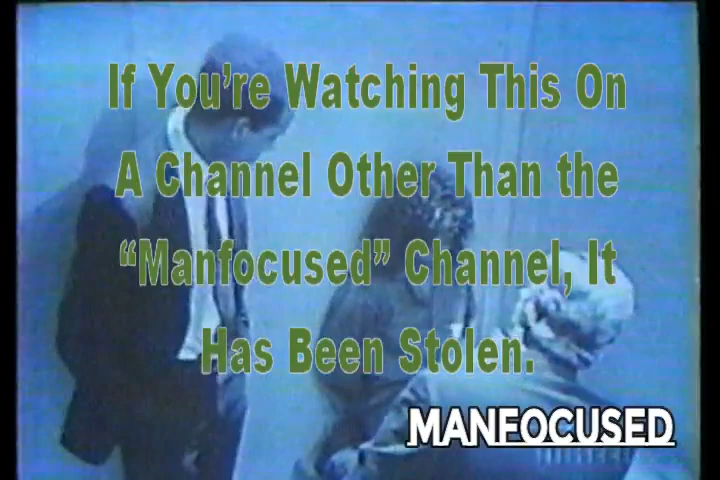 If You’re Watching This On
A Channel Other Than the
“Manfocused” Channel, It
Has Been Stolen.
MANFOCUSED